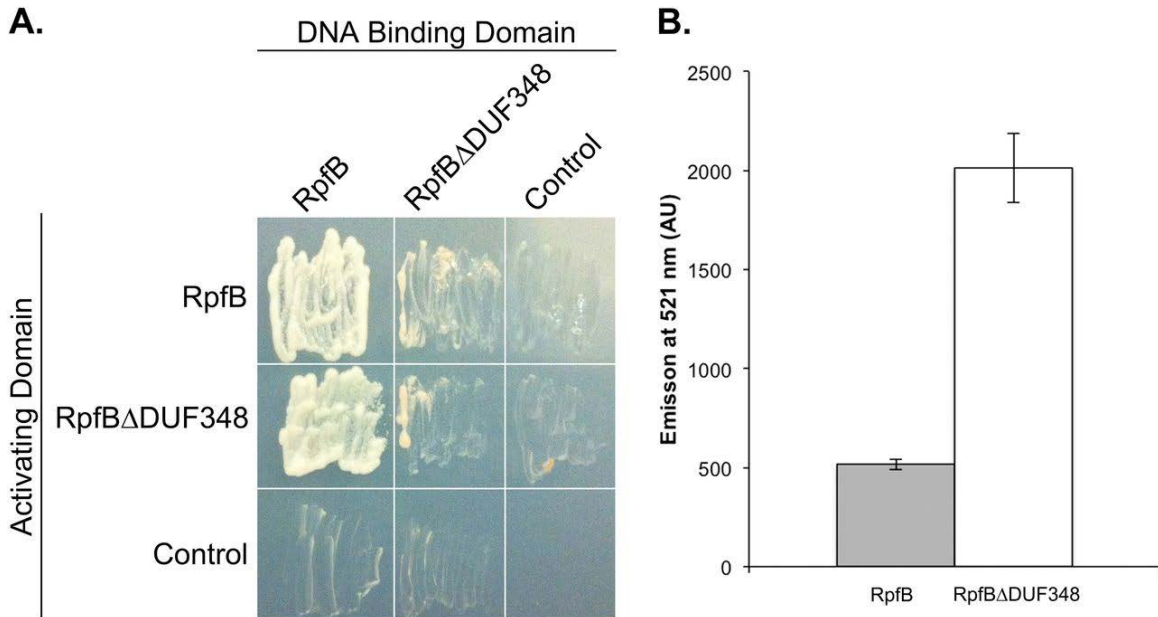 A.
DNA Binding Domain
RpfB
RpfBΔDUF348
Control
Activating Domain
RpfB
RpfBΔDUF348
Control
B.
Emisson at 521 nm (AU)
2500
2000
1500
1000
500
0
RpfB
RpfBΔDUF348